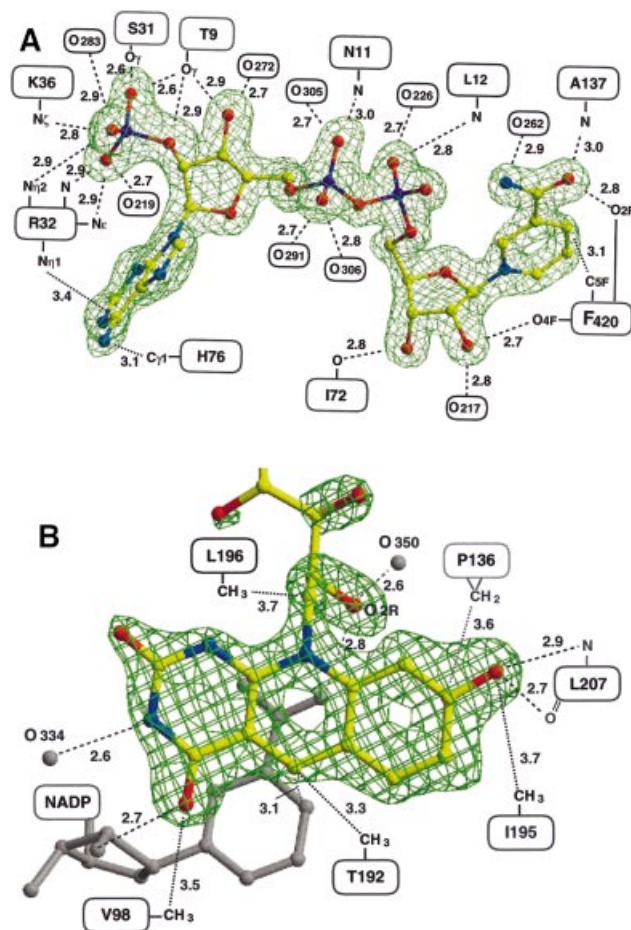 A
S31
T9
O283
Oγ
Oγ
O272
N11
L12
A137
K36
2.6
2.6
2.7
O305
N
O226
N
O262
N
2.9
2.9
2.9
2.7
3.0
2.7
2.9
3.0
Nζ
2.8
2.8
2.8
2.9
Nη2
N
2.9
2.7
O2R
R32
Nε
O219
2.7
2.8
3.1
O291
O306
C5F
Nη1
O4F
F420
3.4
2.8
2.7
3.1
Cγ1
H76
O
I72
2.8
O217
B
O 350
L196
P136
CH3
2.6
CH2
3.7
O 2R
3.6
2.8
2.9
N
2.7
L207
O 334
O
2.6
3.7
NADP
3.1
3.3
CH3
2.7
CH3
I195
T192
3.5
V98
CH3